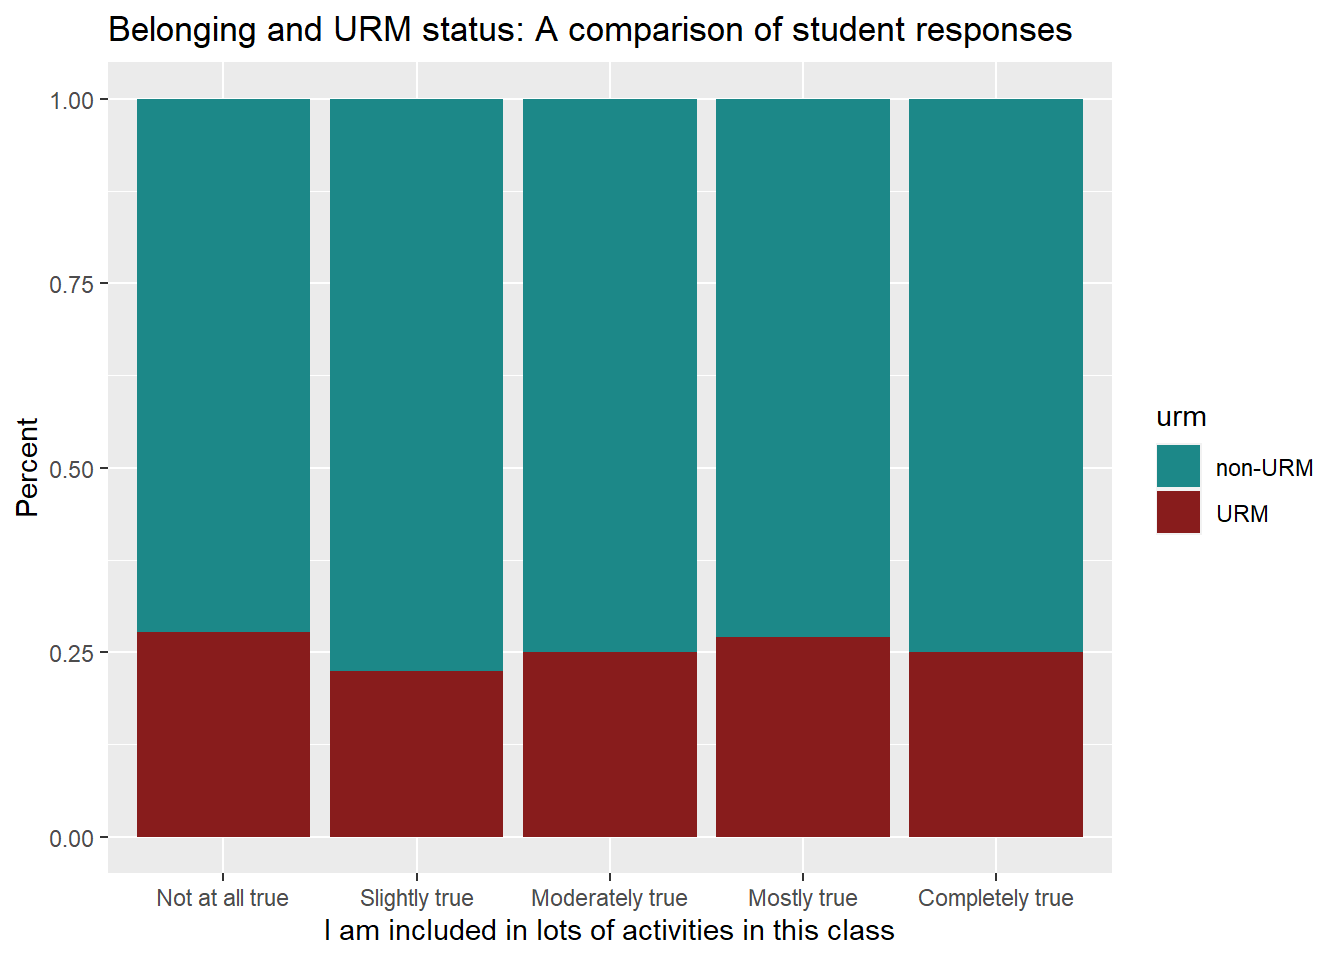 Belonging and URM status: A comparison of student responses
1.00
0.75
0.50
0.25
0.00
Percent
Not at all true
Slightly true
Moderately true
Mostly true
Completely true
I am included in lots of activities in this class
urm
non-URM
URM